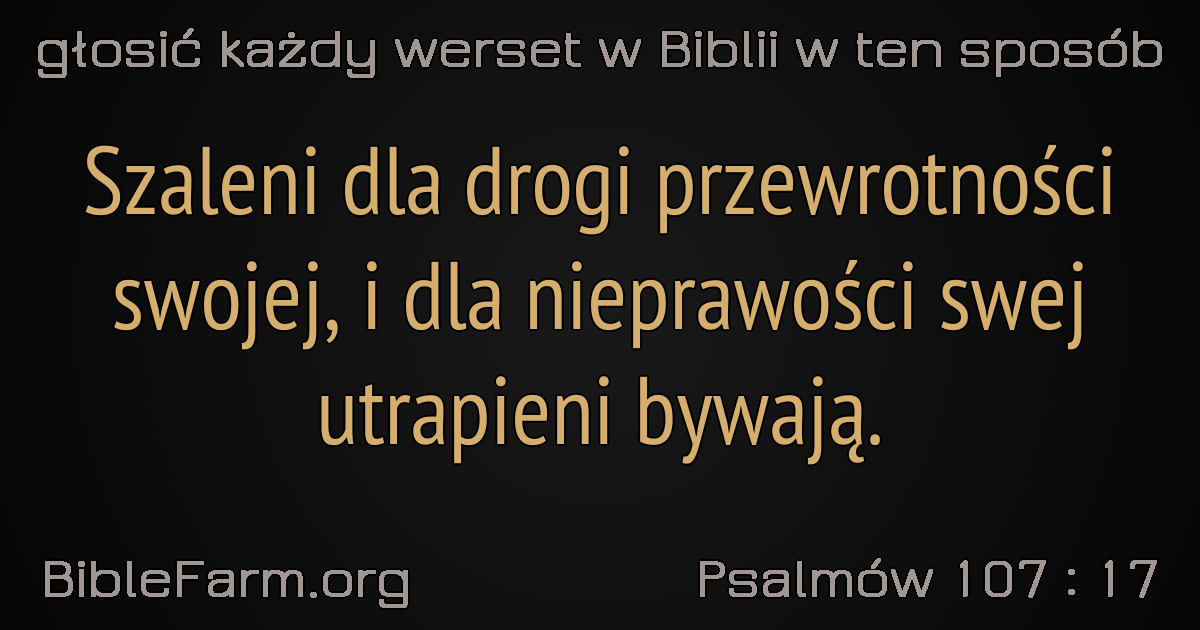 głosić każdy werset w Biblii w ten sposób
Szaleni dla drogi przewrotności
swojej, i dla nieprawości swej
utrapieni bywają.
BibleFarm.org
Psalmów 107 : 17